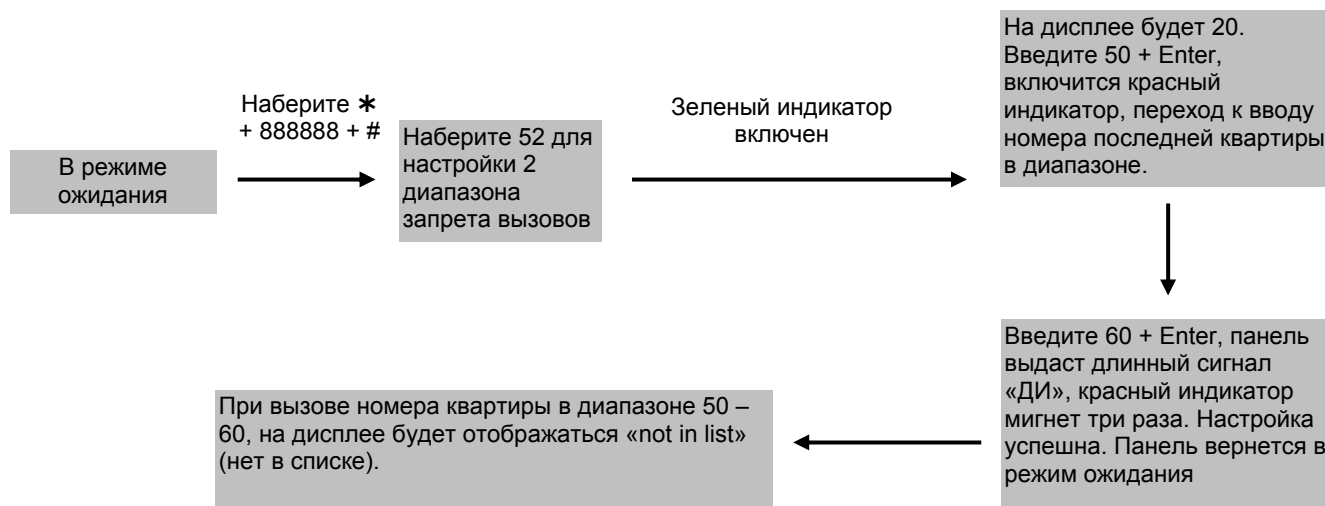 В режиме
ожидания
Наберите ✱
+ 888888 + #
Наберите 52 для
настройки 2
диапазона
запрета вызовов
Зеленый индикатор
включен
На дисплее будет 20.
Введите 50 + Enter,
включится красный
индикатор, переход к вводу
номера последней квартиры
в диапазоне.
Введите 60 + Enter, панель
выдаст длинный сигнал
«ДИ», красный индикатор
мигнет три раза. Настройка
успешна. Панель вернется в
режим ожидания
При вызове номера квартиры в диапазоне 50 –
60, на дисплее будет отображаться «not in list»
(нет в списке).